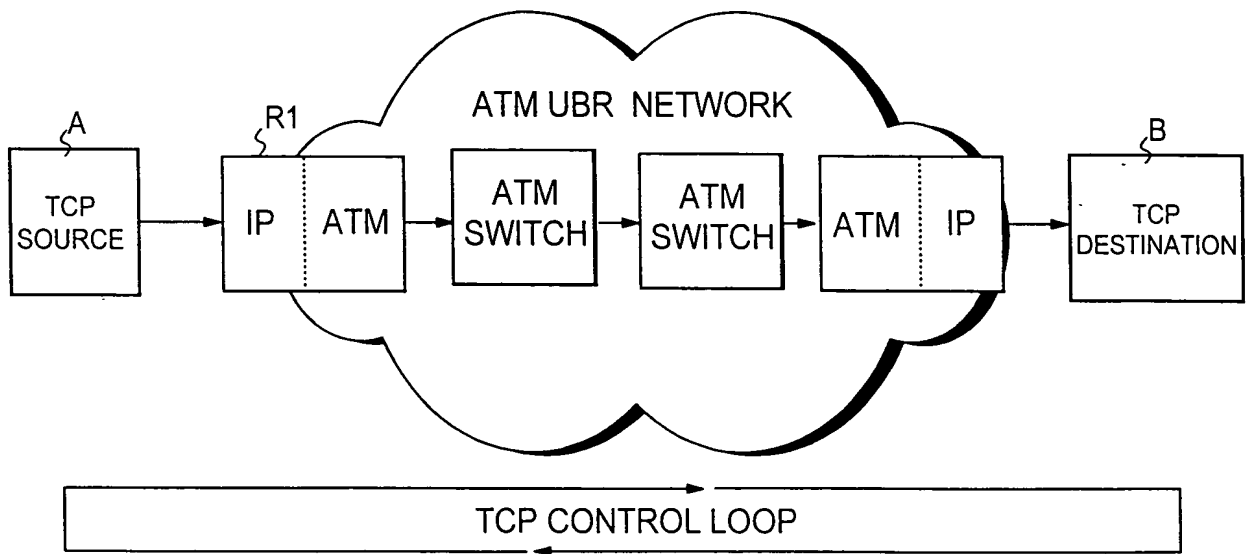 ATM UBR NETWORK
A
R1
B
TCP
SOURCE
IP
ATM
ATM
SWITCH
ATM
SWITCH
ATM
IP
TCP
DESTINATION
TCP CONTROL LOOP